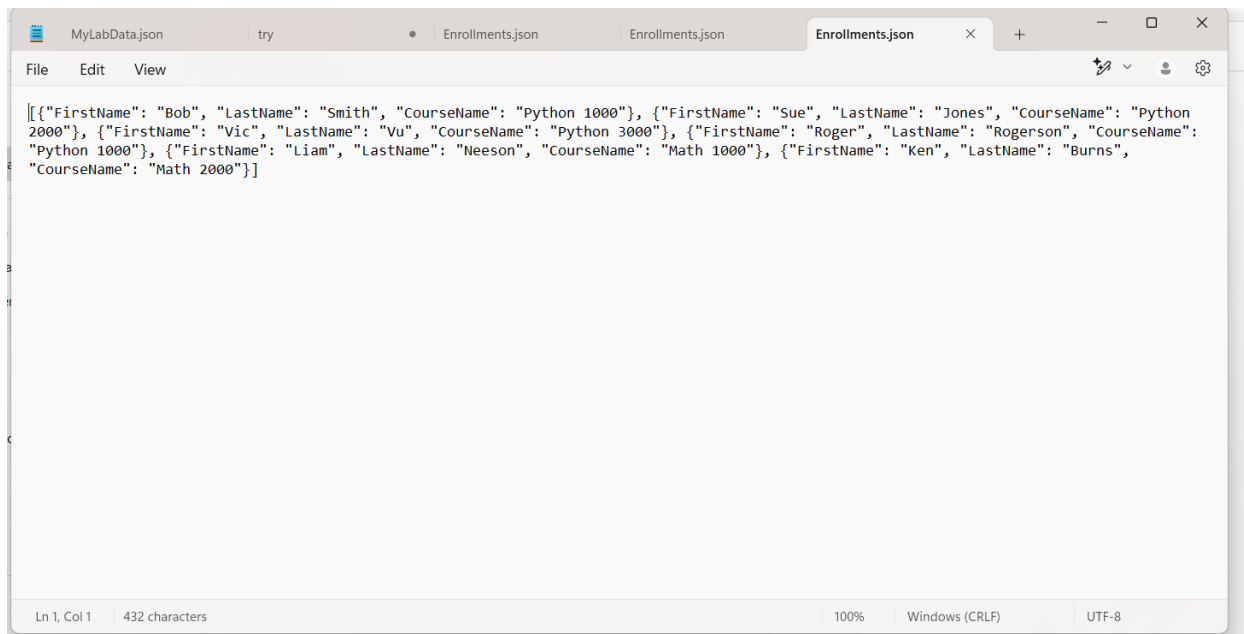 MyLabData.json try Enrollments.json Enrollments.json Enrollments.json
File Edit View
[{"FirstName": "Bob", "LastName": "Smith", "CourseName": "Python 1000"}, {"FirstName": "Sue", "LastName": "Jones", "CourseName": "Python
2000"}, {"FirstName": "Vic", "LastName": "Vu", "CourseName": "Python 3000"}, {"FirstName": "Roger", "LastName": "Rogerson", "CourseName":
"Python 1000"}, {"FirstName": "Liam", "LastName": "Neeson", "CourseName": "Math 1000"}, {"FirstName": "Ken", "LastName": "Burns",
"CourseName": "Math 2000"}]
Ln 1, Col 1 432 characters 100% Windows (CRLF) UTF-8